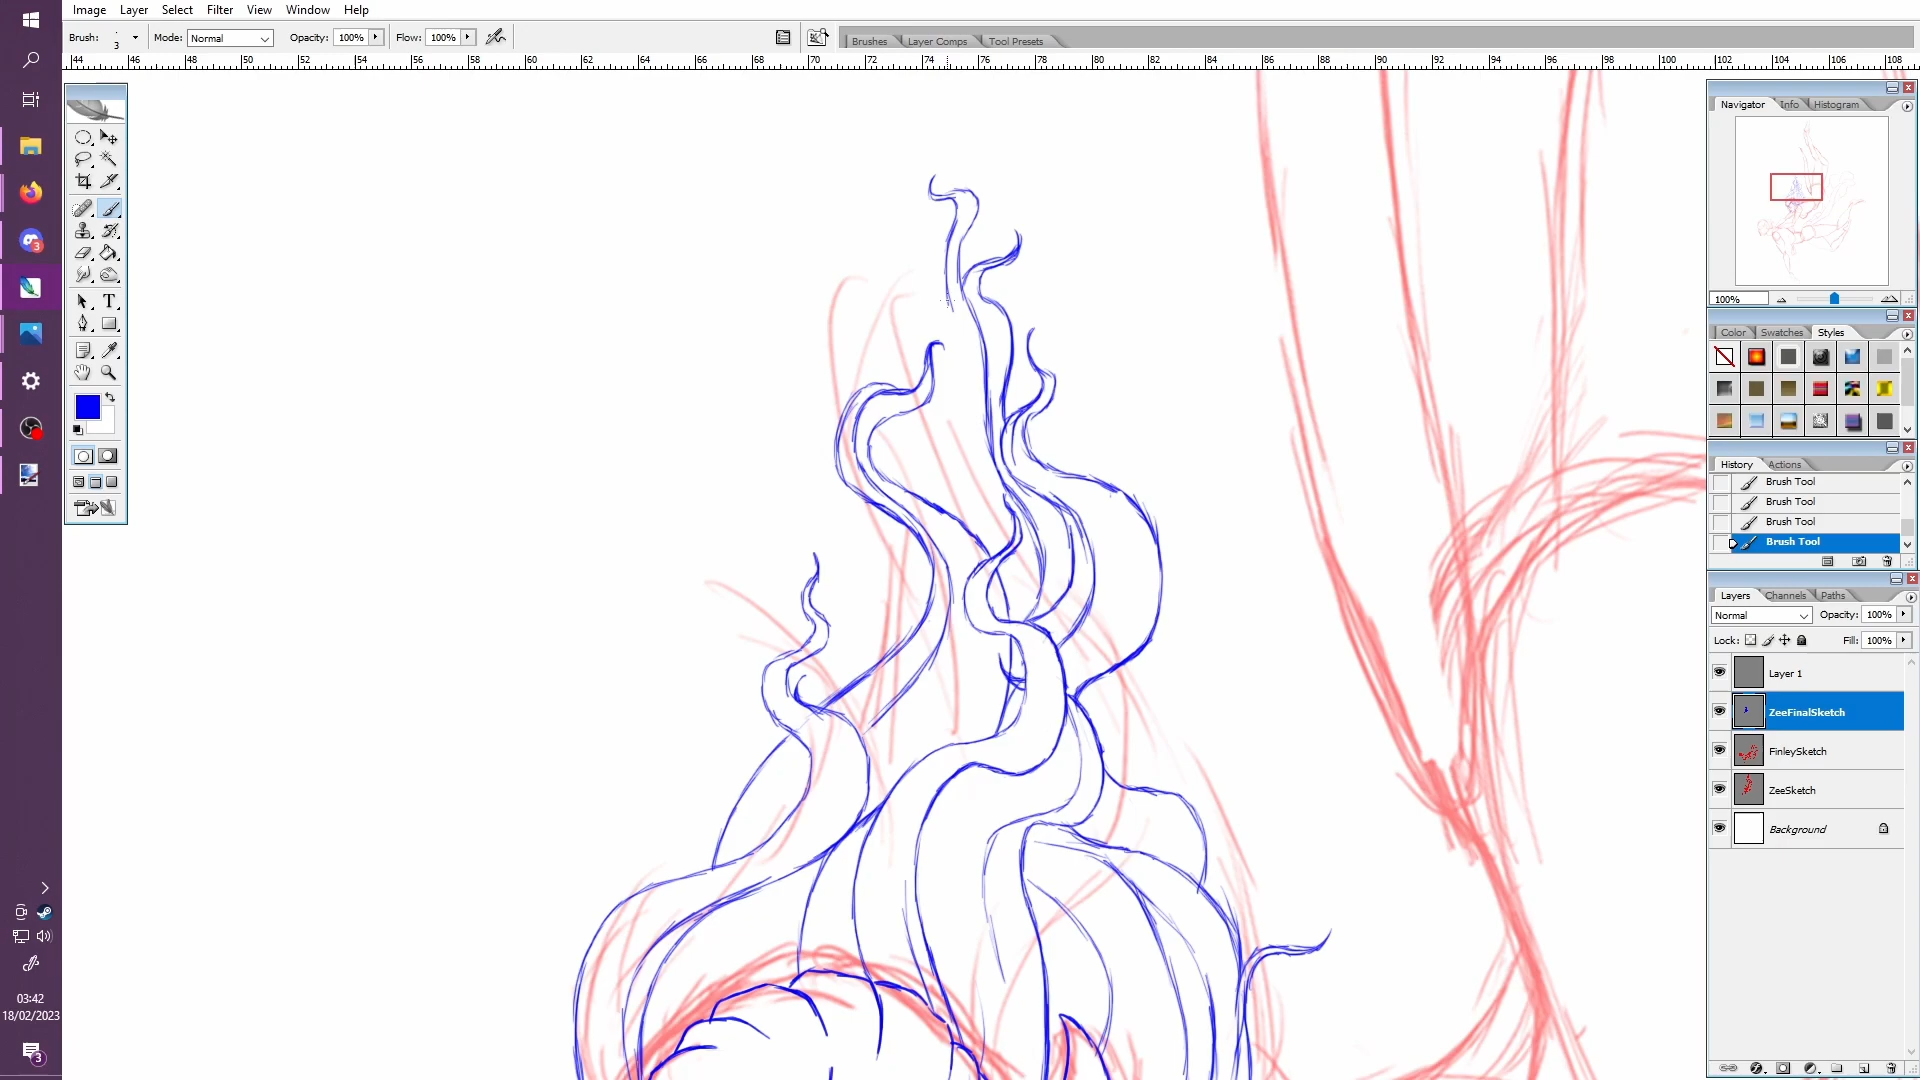 Image Layer Select Filter View Window Help
Brush: 3 Mode: Normal Opacity: 100% Flow: 100% Brushes Layer Comps Tool Presets
44 46 48 50 52 54 56 58 60 62 64 66 68 70 72 74 76 78 80 82 84 86 88 90 92 94 96 98 100 102 104 106 108
Navigator Info Histogram
100%
Color Swatches Styles
History Actions
Brush Tool
Brush Tool
Brush Tool
Brush Tool
Layers Channels Paths
Normal Opacity: 100%
Lock: Fill: 100%
Layer 1
ZeeFinalSketch
FinleySketch
ZeeSketch
Background
T
3
03:42
18/02/2023
3